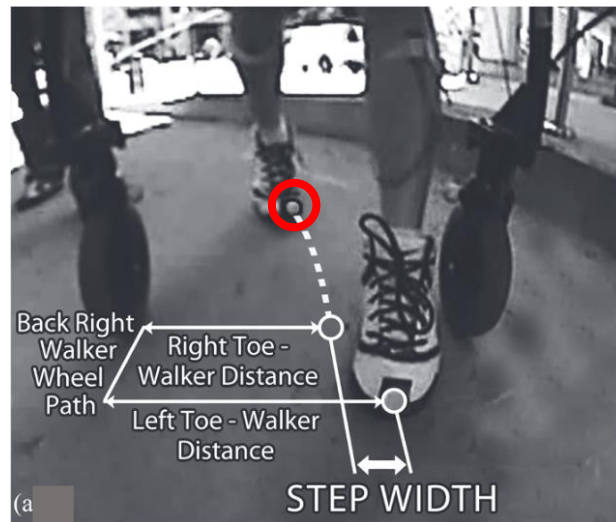 Back Right
Walker
Wheel
Path
Right Toe -
Walker Distance
Left Toe - Walker
Distance
STEP WIDTH
(a